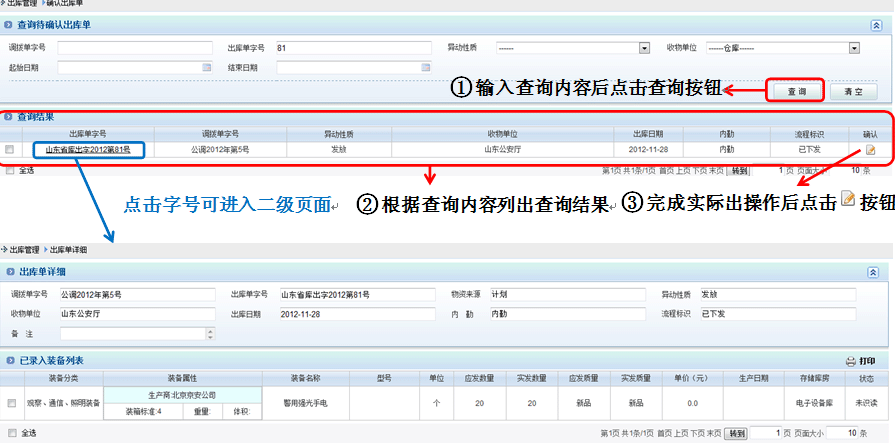 出库管理 确认出库单
查询待确认出库单
调拨单字号 出库单字号 81 异动性质 ------ 收物单位 ------仓库------
起始日期 结束日期
①输入查询内容后点击查询按钮 查 询 清 空
查询结果
出库单字号 调拨单字号 异动性质 收物单位 出库日期 内勤 流程标识 确认
山东省库出字2012第81号 公调2012年第5号 发放 山东公安厅 2012-11-28 内勤 已下发
全选 第1页 共1条/1页 首页 上页 下页 末页 转到 1 页 页面大小 10 条
点击字号可进入二级页面 ②根据查询内容列出查询结果 ③完成实际出操作后点击 按钮
出库管理 出库单详细
出库单详细
调拨单字号 公调2012年第5号 出库单字号 山东省库出字2012第81号 物资来源 计划 异动性质 发放
收物单位 山东公安厅 出库日期 2012-11-28 内 勤 内勤 流程标识 已下发
备 注
已录入装备列表 打印
装备分类 装备属性 装备名称 型号 单位 应发数量 实发数量 应发质量 实发质量 单价（元） 生产日期 存储库房 状态
观察、通信、照明装备 生产商:北京京安公司 警用强光手电 个 20 20 新品 新品 0.0 电子设备库 未识读
装箱标准:4 重量: 体积:
全选 第1页 共1条/1页 首页 上页 下页 末页 转到 1 页 页面大小 10 条